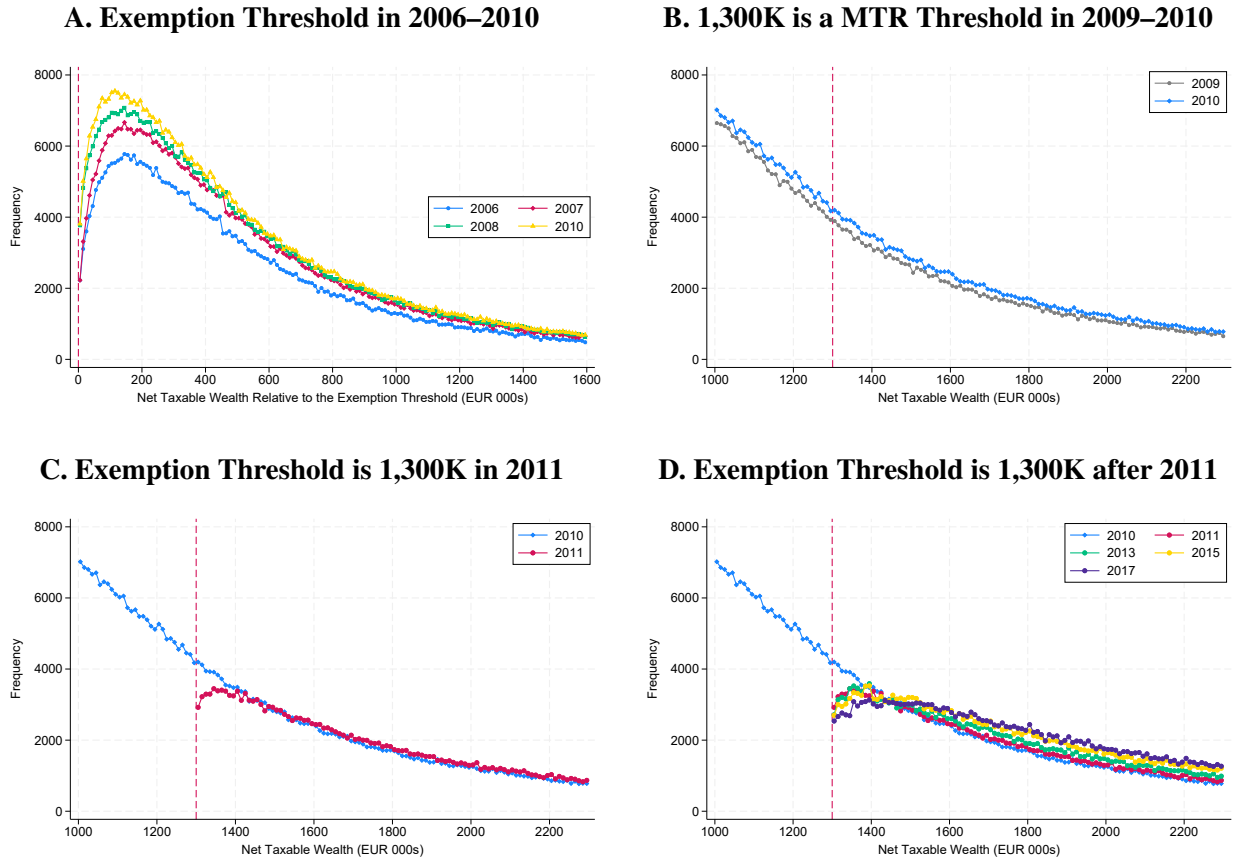 A. Exemption Threshold in 2006–2010
8000
6000
4000
2000
0
Frequency
2006
2007
2008
2010
0 200 400 600 800 1000 1200 1400 1600
Net Taxable Wealth Relative to the Exemption Threshold (EUR 000s)
B. 1,300K is a MTR Threshold in 2009–2010
8000
6000
4000
2000
0
Frequency
2009
2010
1000 1200 1400 1600 1800 2000 2200
Net Taxable Wealth (EUR 000s)
C. Exemption Threshold is 1,300K in 2011
8000
6000
4000
2000
0
Frequency
2010
2011
1000 1200 1400 1600 1800 2000 2200
Net Taxable Wealth (EUR 000s)
D. Exemption Threshold is 1,300K after 2011
8000
6000
4000
2000
0
Frequency
2010
2011
2013
2015
2017
1000 1200 1400 1600 1800 2000 2200
Net Taxable Wealth (EUR 000s)